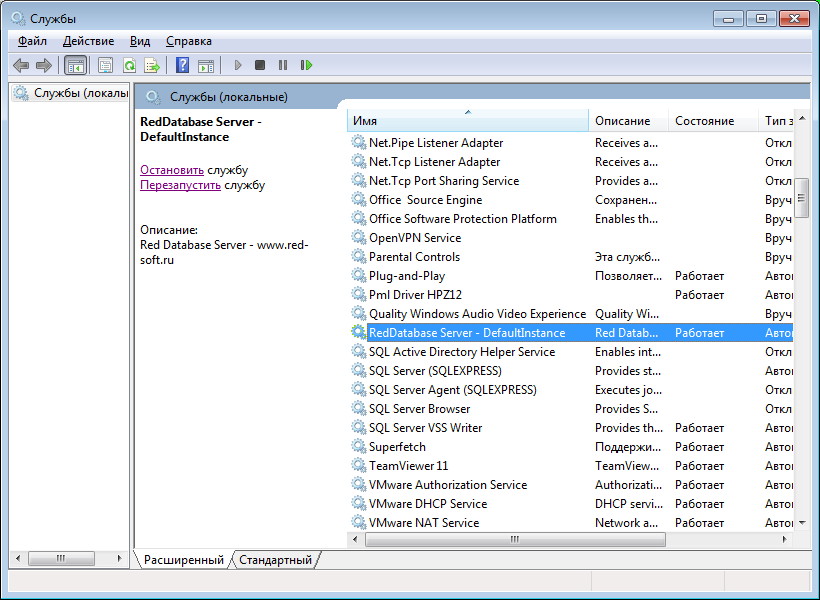 Службы
Файл Действие Вид Справка
Службы (локалы
Службы (локальные)
RedDatabase Server -
DefaultInstance
Остановить службу
Перезапустить службу
Описание:
Red Database Server - www.red-
soft.ru
Имя Описание Состояние Тип з
Net.Pipe Listener Adapter Receives a... Откл
Net.Tcp Listener Adapter Receives a... Откл
Net.Tcp Port Sharing Service Provides a... Откл
Office Source Engine Сохранен... Вруч
Office Software Protection Platform Enables th... Вруч
OpenVPN Service Вруч
Parental Controls Эта служб... Вруч
Plug-and-Play Позволяет... Работает Авто
Pml Driver HPZ12 Работает Авто
Quality Windows Audio Video Experience Quality Wi... Вруч
RedDatabase Server - DefaultInstance Red Datab... Работает Авто
SQL Active Directory Helper Service Enables int... Откл
SQL Server (SQLEXPRESS) Provides st... Откл
SQL Server Agent (SQLEXPRESS) Executes jo... Откл
SQL Server Browser Provides S... Откл
SQL Server VSS Writer Provides th... Работает Авто
Superfetch Поддержи... Работает Авто
TeamViewer 11 TeamView... Работает Авто
VMware Authorization Service Authorizati... Работает Авто
VMware DHCP Service DHCP servi... Работает Авто
VMware NAT Service Network a... Работает Авто
Расширенный Стандартный